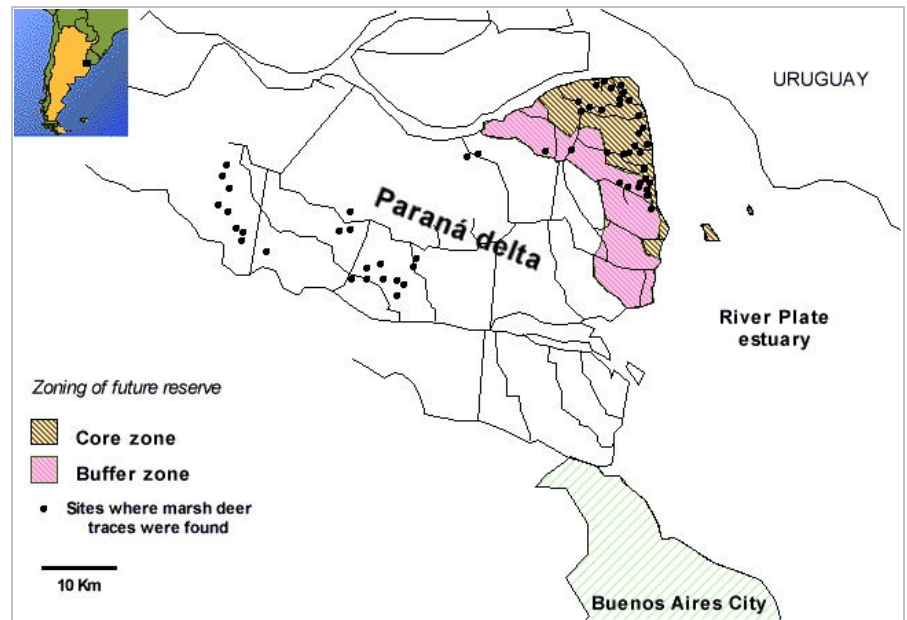 URUGUAY
Paraná delta
River Plate
estuary
Zoning of future reserve
Core zone
Buffer zone
Sites where marsh deer
traces were found
10 Km
Buenos Aires City